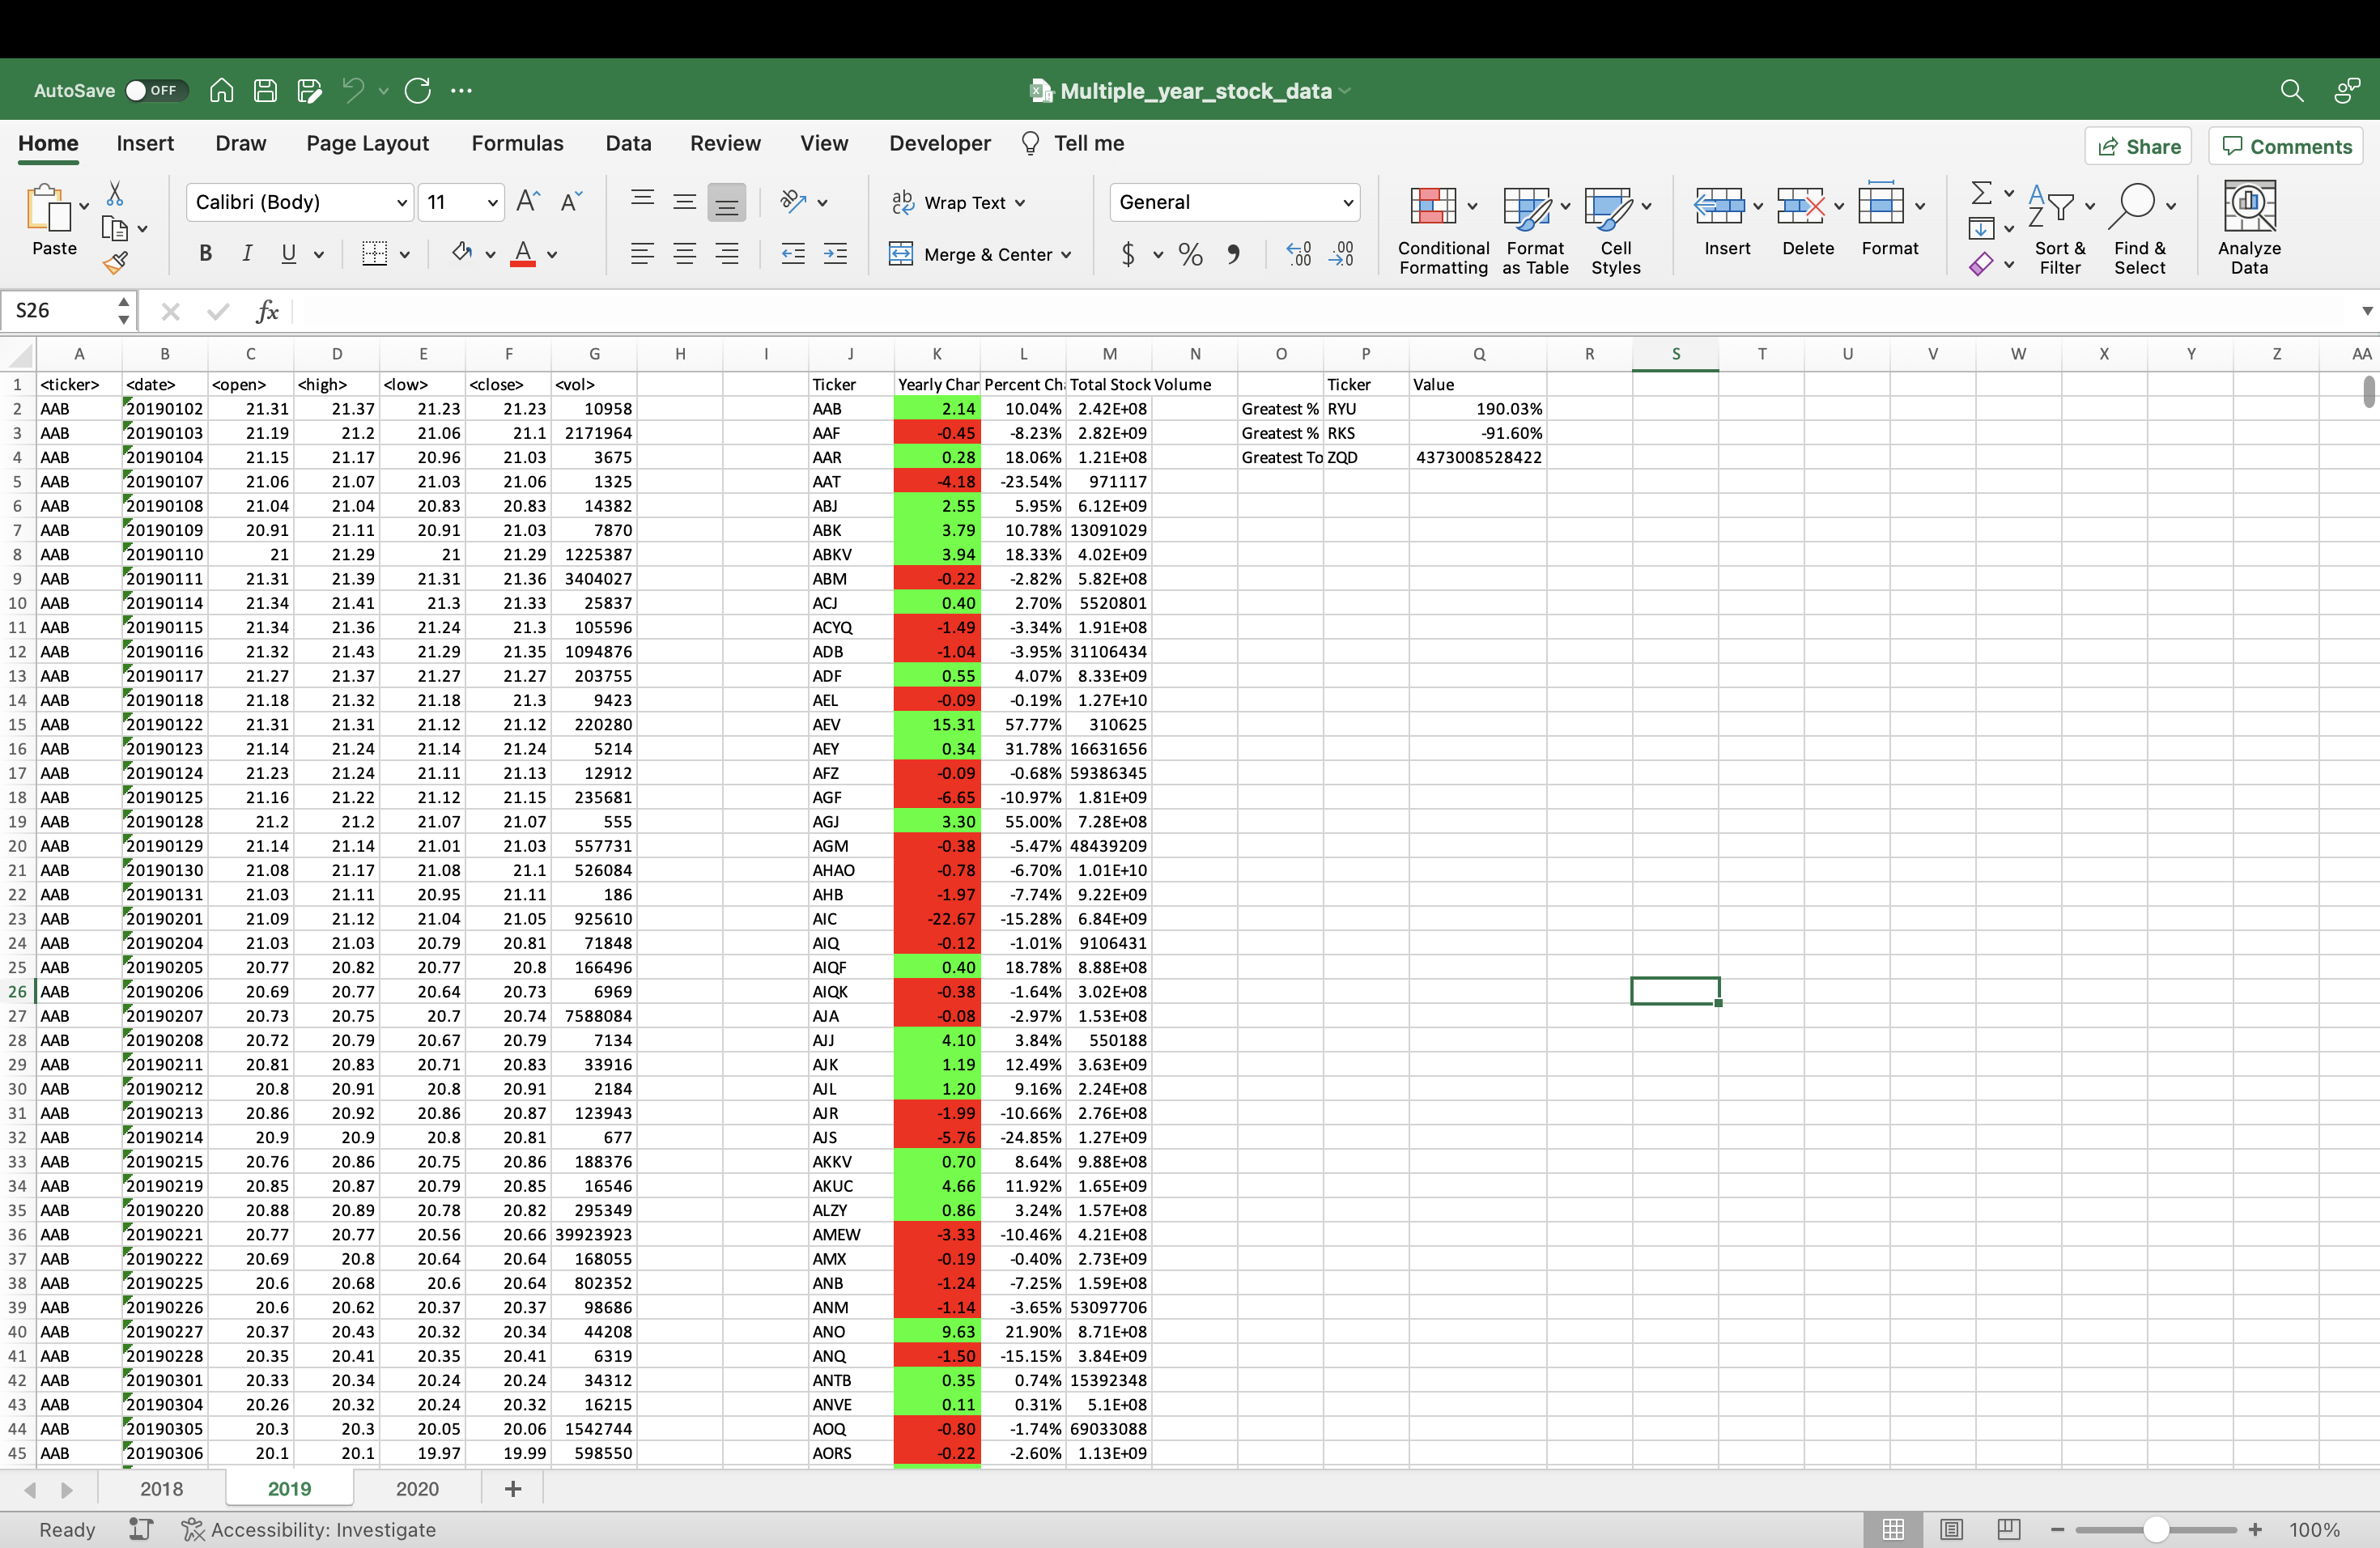 AutoSave OFF Multiple_year_stock_data
Home Insert Draw Page Layout Formulas Data Review View Developer Tell me Share Comments
Paste Calibri (Body) 11 Wrap Text General Conditional Formatting Format as Table Cell Styles Insert Delete Format Sort & Filter Find & Select Analyze Data
B I U Merge & Center $ % 9
S26 fx
A B C D E F G H I J K L M N O P Q R S T U V W X Y Z AA
1 <ticker> <date> <open> <high> <low> <close> <vol> Ticker Yearly Char Percent Ch Total Stock Volume Ticker Value
2 AAB 20190102 21.31 21.37 21.23 21.23 10958 AAB 2.14 10.04% 2.42E+08 Greatest % RYU 190.03%
3 AAB 20190103 21.19 21.2 21.06 21.1 2171964 AAF -0.45 -8.23% 2.82E+09 Greatest % RKS -91.60%
4 AAB 20190104 21.15 21.17 20.96 21.03 3675 AAR 0.28 18.06% 1.21E+08 Greatest To ZQD 4373008528422
5 AAB 20190107 21.06 21.07 21.03 21.06 1325 AAT -4.18 -23.54% 971117
6 AAB 20190108 21.04 21.04 20.83 20.83 14382 ABJ 2.55 5.95% 6.12E+09
7 AAB 20190109 20.91 21.11 20.91 21.03 7870 ABK 3.79 10.78% 13091029
8 AAB 20190110 21 21.29 21 21.29 1225387 ABKV 3.94 18.33% 4.02E+09
9 AAB 20190111 21.31 21.39 21.31 21.36 3404027 ABM -0.22 -2.82% 5.82E+08
10 AAB 20190114 21.34 21.41 21.3 21.33 25837 ACJ 0.40 2.70% 5520801
11 AAB 20190115 21.34 21.36 21.24 21.3 105596 ACYQ -1.49 -3.34% 1.91E+08
12 AAB 20190116 21.32 21.43 21.29 21.35 1094876 ADB -1.04 -3.95% 31106434
13 AAB 20190117 21.27 21.37 21.27 21.27 203755 ADF 0.55 4.07% 8.33E+09
14 AAB 20190118 21.18 21.32 21.18 21.3 9423 AEL -0.09 -0.19% 1.27E+10
15 AAB 20190122 21.31 21.31 21.12 21.12 220280 AEV 15.31 57.77% 310625
16 AAB 20190123 21.14 21.24 21.14 21.24 5214 AEY 0.34 31.78% 16631656
17 AAB 20190124 21.23 21.24 21.11 21.13 12912 AFZ -0.09 -0.68% 59386345
18 AAB 20190125 21.16 21.22 21.12 21.15 235681 AGF -6.65 -10.97% 1.81E+09
19 AAB 20190128 21.2 21.2 21.07 21.07 555 AGJ 3.30 55.00% 7.28E+08
20 AAB 20190129 21.14 21.14 21.01 21.03 557731 AGM -0.38 -5.47% 48439209
21 AAB 20190130 21.08 21.17 21.08 21.1 526084 AHAO -0.78 -6.70% 1.01E+10
22 AAB 20190131 21.03 21.11 20.95 21.11 186 AHB -1.97 -7.74% 9.22E+09
23 AAB 20190201 21.09 21.12 21.04 21.05 925610 AIC -22.67 -15.28% 6.84E+09
24 AAB 20190204 21.03 21.03 20.79 20.81 71848 AIQ -0.12 -1.01% 9106431
25 AAB 20190205 20.77 20.82 20.77 20.8 166496 AIQF 0.40 18.78% 8.88E+08
26 AAB 20190206 20.69 20.77 20.64 20.73 6969 AIQK -0.38 -1.64% 3.02E+08
27 AAB 20190207 20.73 20.75 20.7 20.74 7588084 AJA -0.08 -2.97% 1.53E+08
28 AAB 20190208 20.72 20.79 20.67 20.79 7134 AJJ 4.10 3.84% 550188
29 AAB 20190211 20.81 20.83 20.71 20.83 33916 AJK 1.19 12.49% 3.63E+09
30 AAB 20190212 20.8 20.91 20.8 20.91 2184 AJL 1.20 9.16% 2.24E+08
31 AAB 20190213 20.86 20.92 20.86 20.87 123943 AJR -1.99 -10.66% 2.76E+08
32 AAB 20190214 20.9 20.9 20.8 20.81 677 AJS -5.76 -24.85% 1.27E+09
33 AAB 20190215 20.76 20.86 20.75 20.86 188376 AKKV 0.70 8.64% 9.88E+08
34 AAB 20190219 20.85 20.87 20.79 20.85 16546 AKUC 4.66 11.92% 1.65E+09
35 AAB 20190220 20.88 20.89 20.78 20.82 295349 ALZY 0.86 3.24% 1.57E+08
36 AAB 20190221 20.77 20.77 20.56 20.66 39923923 AMEW -3.33 -10.46% 4.21E+08
37 AAB 20190222 20.69 20.8 20.64 20.64 168055 AMX -0.19 -0.40% 2.73E+09
38 AAB 20190225 20.6 20.68 20.6 20.64 802352 ANB -1.24 -7.25% 1.59E+08
39 AAB 20190226 20.6 20.62 20.37 20.37 98686 ANM -1.14 -3.65% 53097706
40 AAB 20190227 20.37 20.43 20.32 20.34 44208 ANO 9.63 21.90% 8.71E+08
41 AAB 20190228 20.35 20.41 20.35 20.41 6319 ANQ -1.50 -15.15% 3.84E+09
42 AAB 20190301 20.33 20.34 20.24 20.24 34312 ANTB 0.35 0.74% 15392348
43 AAB 20190304 20.26 20.32 20.24 20.32 16215 ANVE 0.11 0.31% 5.1E+08
44 AAB 20190305 20.3 20.3 20.05 20.06 1542744 AOQ -0.80 -1.74% 69033088
45 AAB 20190306 20.1 20.1 19.97 19.99 598550 AORS -0.22 -2.60% 1.13E+09
2018 2019 2020 +
Ready Accessibility: Investigate 100%